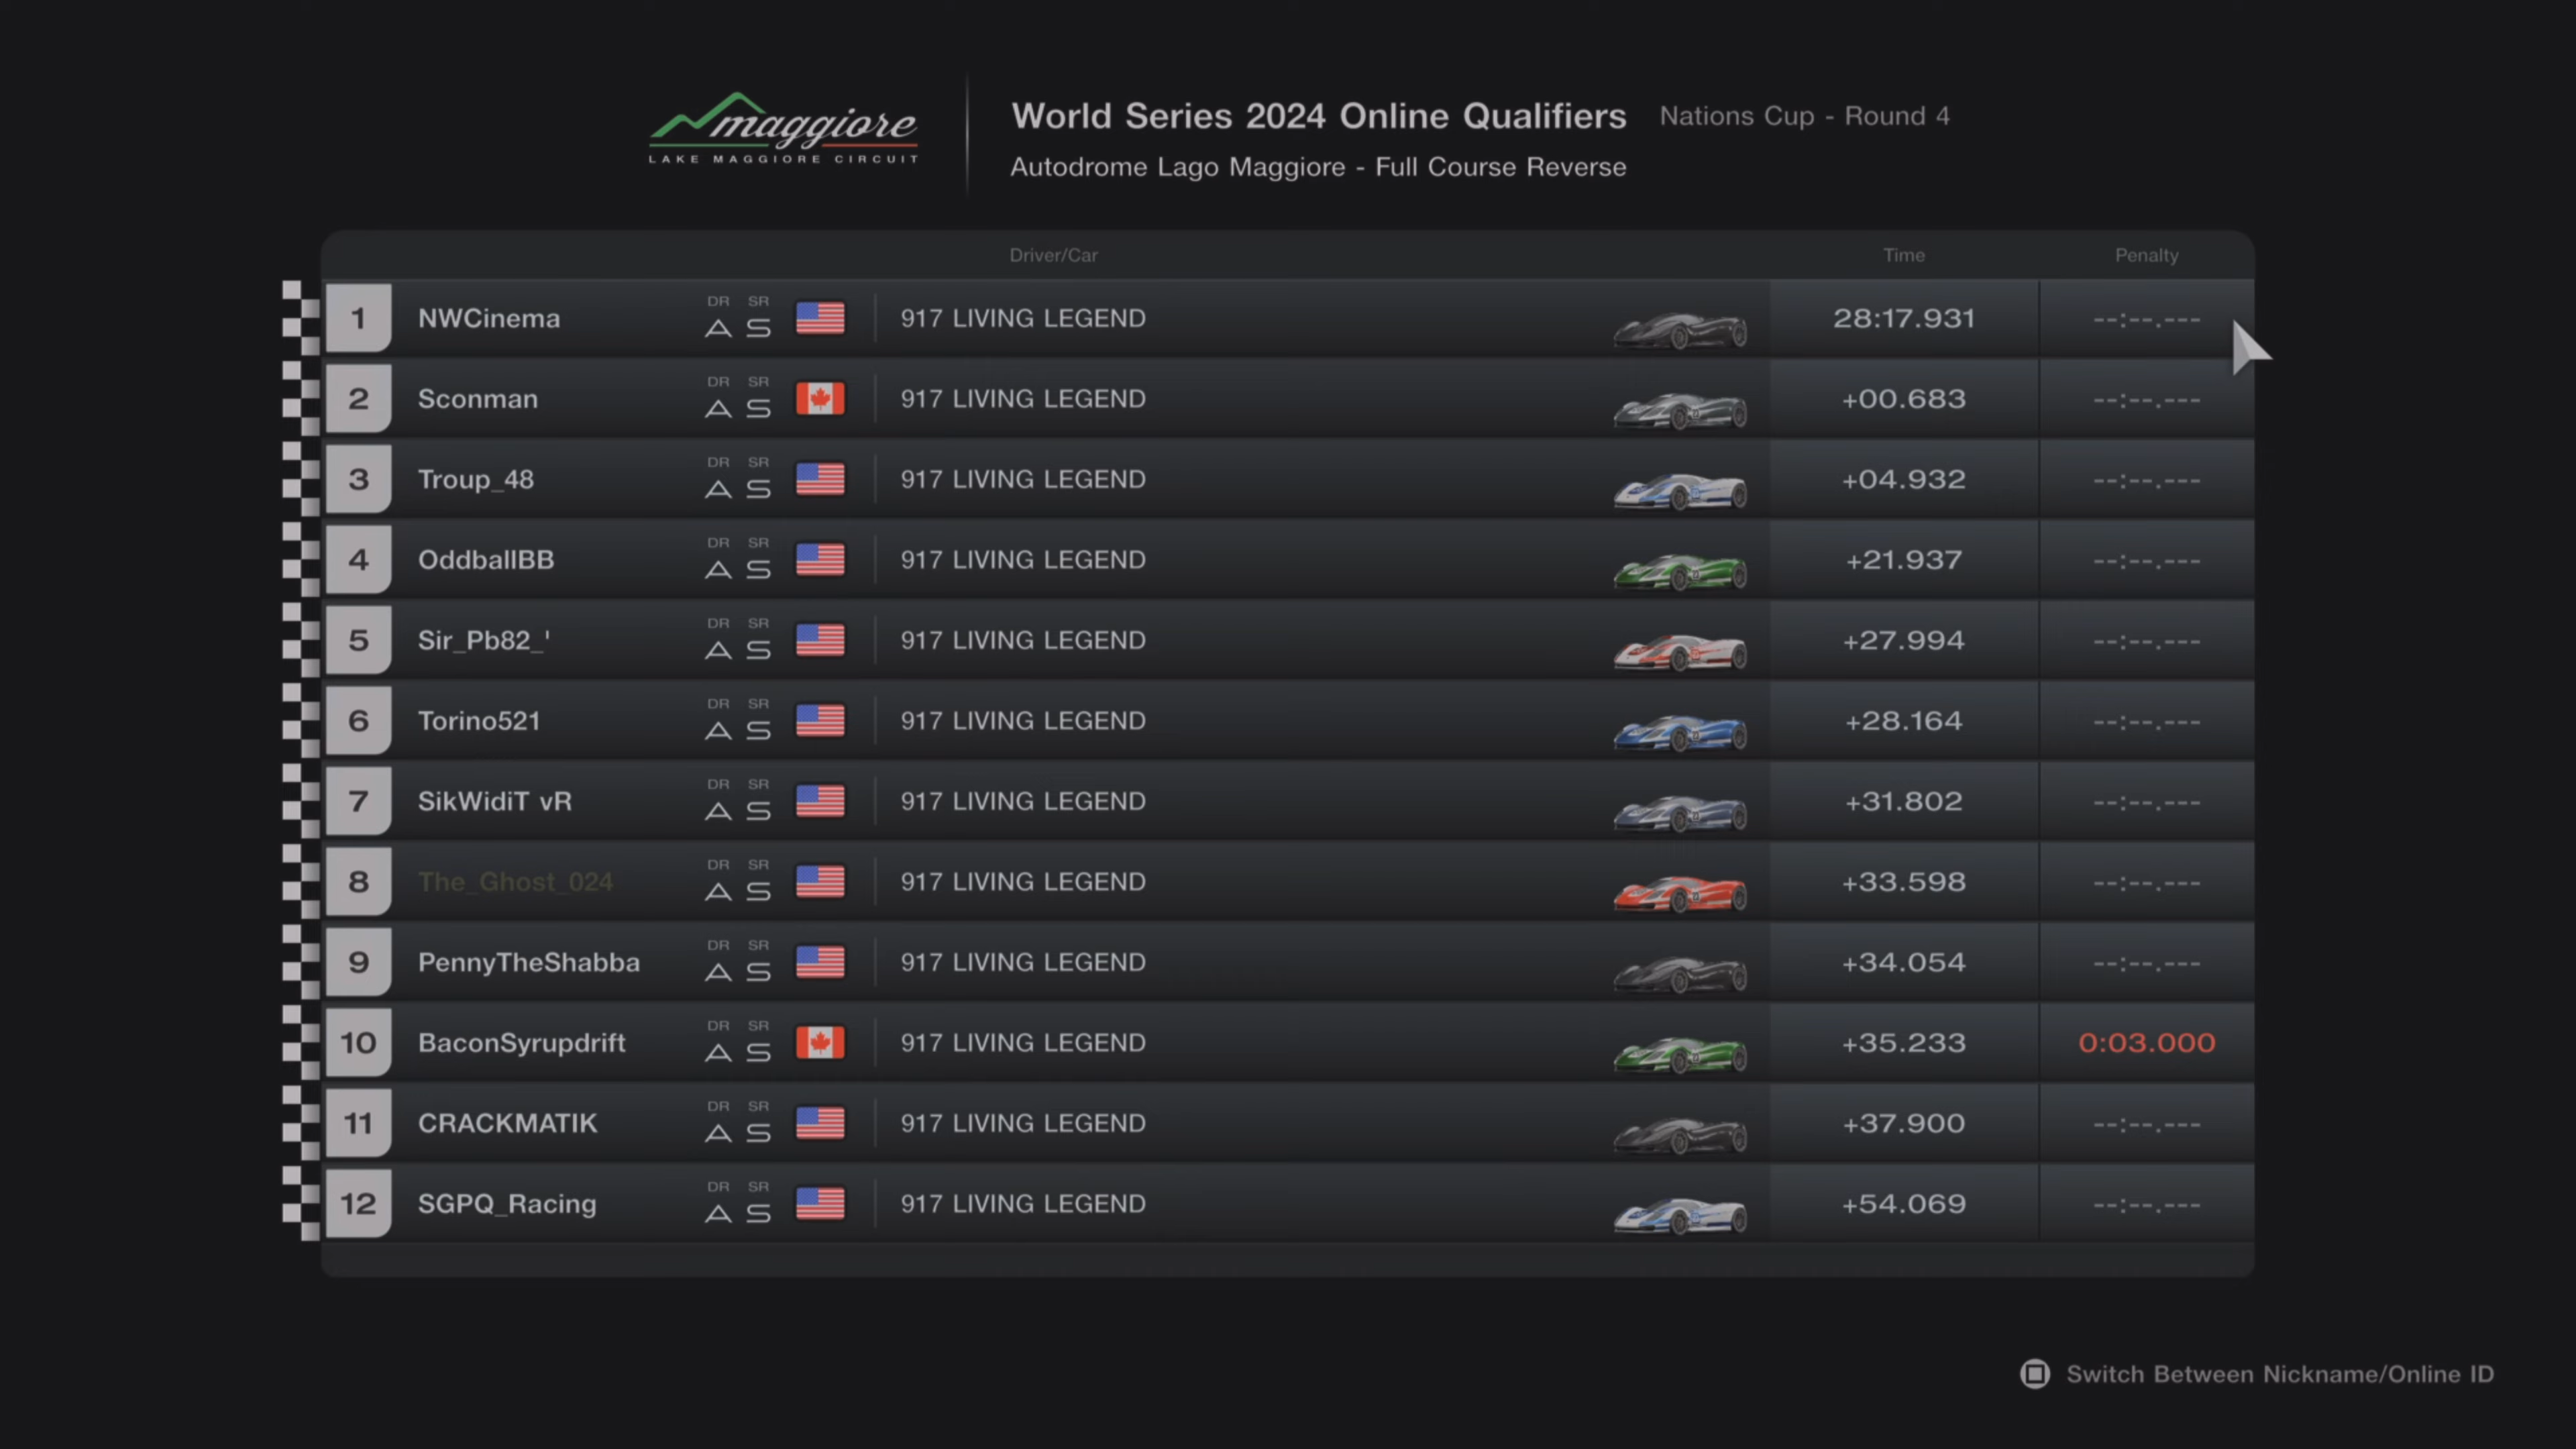 maggiore
LAKE MAGGIORE CIRCUIT
World Series 2024 Online Qualifiers Nations Cup - Round 4
Autodrome Lago Maggiore - Full Course Reverse
Driver/Car Time Penalty
1 NWCinema DR A SR S 917 LIVING LEGEND 28:17.931 --:--.---
2 Sconman DR A SR S 917 LIVING LEGEND +00.683 --:--.---
3 Troup_48 DR A SR S 917 LIVING LEGEND +04.932 --:--.---
4 OddballBB DR A SR S 917 LIVING LEGEND +21.937 --:--.---
5 Sir_Pb82_' DR A SR S 917 LIVING LEGEND +27.994 --:--.---
6 Torino521 DR A SR S 917 LIVING LEGEND +28.164 --:--.---
7 SikWidiT vR DR A SR S 917 LIVING LEGEND +31.802 --:--.---
8 The_Ghost_024 DR A SR S 917 LIVING LEGEND +33.598 --:--.---
9 PennyTheShabba DR A SR S 917 LIVING LEGEND +34.054 --:--.---
10 BaconSyrupdrift DR A SR S 917 LIVING LEGEND +35.233 0:03.000
11 CRACKMATIK DR A SR S 917 LIVING LEGEND +37.900 --:--.---
12 SGPQ_Racing DR A SR S 917 LIVING LEGEND +54.069 --:--.---
Switch Between Nickname/Online ID